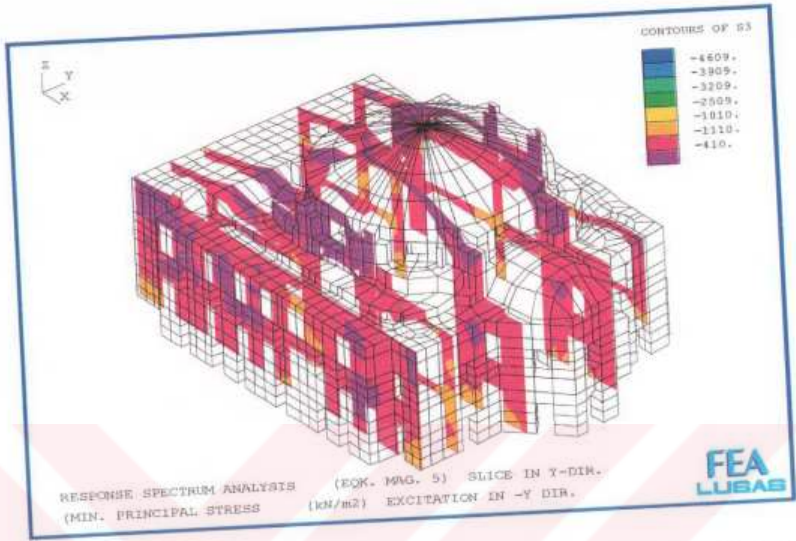 CONTOURS OF S3
-4609.
-3909.
-3209.
-2509.
-1010.
-1110.
-410.
Z
Y
X
RESPONSE SPECTRUM ANALYSIS (EQK. MAG. 5) SLICE IN Y-DIR.
(MIN. PRINCIPAL STRESS (kN/m2) EXCITATION IN -Y DIR.
FEA
LUSAS